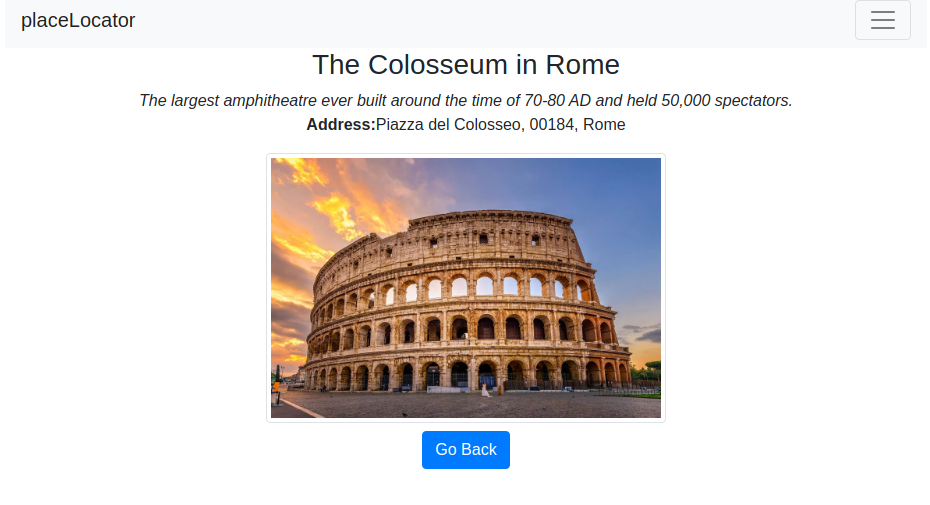 placeLocator
The Colosseum in Rome
The largest amphitheatre ever built around the time of 70-80 AD and held 50,000 spectators.
Address:Piazza del Colosseo, 00184, Rome
Go Back